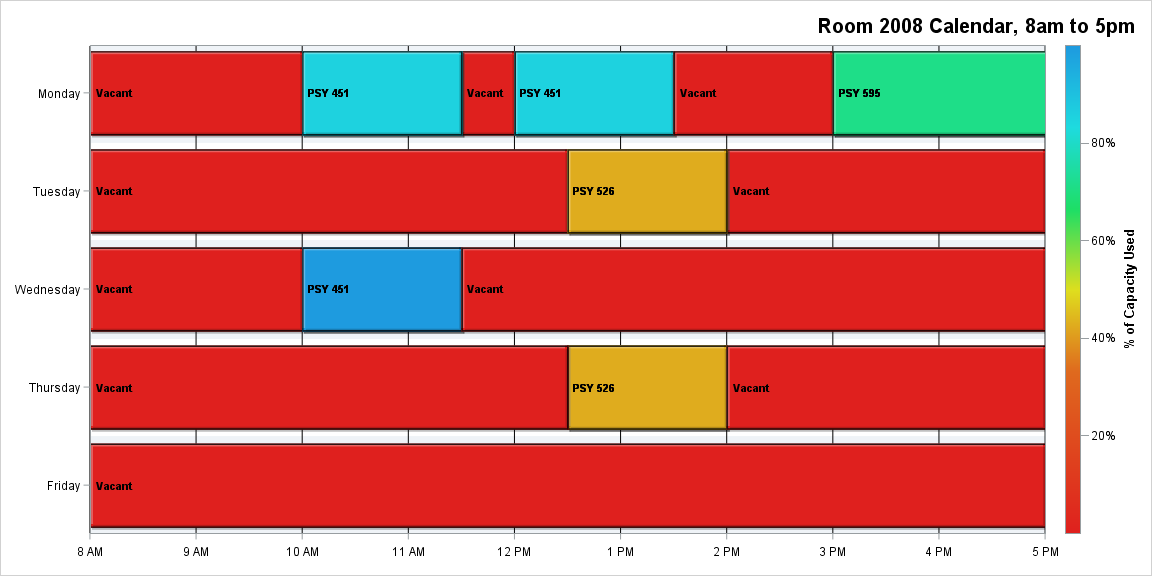 Room 2008 Calendar, 8am to 5pm
Monday
Vacant
PSY 451
Vacant
PSY 451
Vacant
PSY 595
Tuesday
Vacant
PSY 526
Vacant
Wednesday
Vacant
PSY 451
Vacant
Thursday
Vacant
PSY 526
Vacant
Friday
Vacant
8 AM
9 AM
10 AM
11 AM
12 PM
1 PM
2 PM
3 PM
4 PM
5 PM
80%
60%
40%
20%
% of Capacity Used